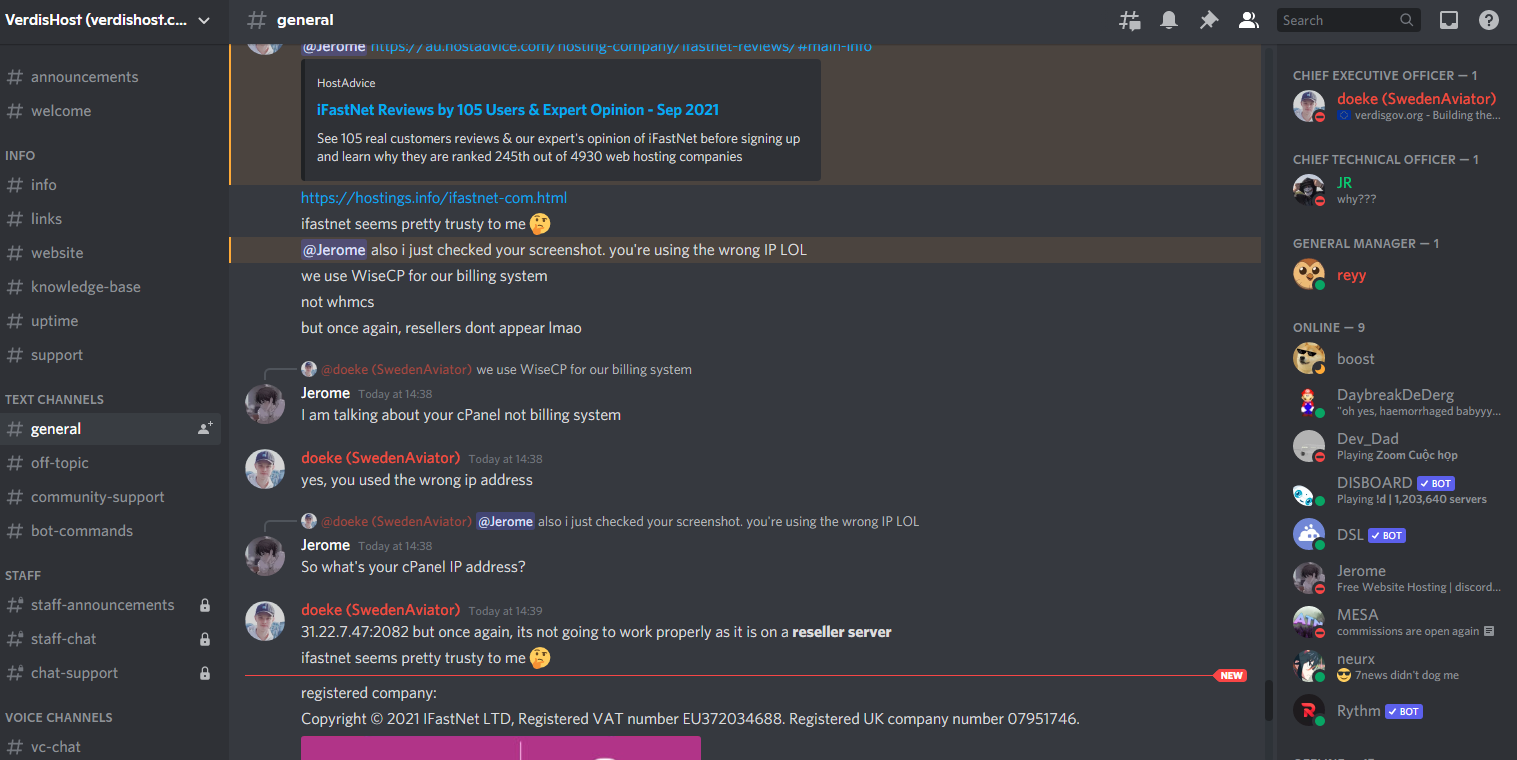 VerdisHost (verdishost.c...
general
Search
announcements
welcome
INFO
info
links
website
knowledge-base
uptime
support
TEXT CHANNELS
general
off-topic
community-support
bot-commands
STAFF
staff-announcements
staff-chat
chat-support
VOICE CHANNELS
vc-chat
@Jerome https://au.hostadvice.com/hosting-company/ifastnet-reviews/#main-info
HostAdvice
iFastNet Reviews by 105 Users & Expert Opinion - Sep 2021
See 105 real customers reviews & our expert's opinion of iFastNet before signing up
and learn why they are ranked 245th out of 4930 web hosting companies
https://hostings.info/ifastnet-com.html
ifastnet seems pretty trusty to me 🤔
@Jerome also i just checked your screenshot. you're using the wrong IP LOL
we use WiseCP for our billing system
not whmcs
but once again, resellers dont appear lmao
@doeke (SwedenAviator) we use WiseCP for our billing system
Jerome Today at 14:38
I am talking about your cPanel not billing system
doeke (SwedenAviator) Today at 14:38
yes, you used the wrong ip address
@doeke (SwedenAviator) @Jerome also i just checked your screenshot. you're using the wrong IP LOL
Jerome Today at 14:38
So what's your cPanel IP address?
doeke (SwedenAviator) Today at 14:39
31.22.7.47:2082 but once again, its not going to work properly as it is on a reseller server
ifastnet seems pretty trusty to me 🤔
NEW
registered company:
Copyright © 2021 IFastNet LTD, Registered VAT number EU372034688. Registered UK company number 07951746.
CHIEF EXECUTIVE OFFICER — 1
doeke (SwedenAviator)
verdisgov.org - Building the...
CHIEF TECHNICAL OFFICER — 1
JR
why???
GENERAL MANAGER — 1
reyy
ONLINE — 9
boost
DaybreakDeDerg
"oh yes, haemorrhaged babyyy...
Dev_Dad
Playing Zoom Cuộc họp
DISBOARD ✓ BOT
Playing !d | 1,203,640 servers
DSL ✓ BOT
Jerome
Free Website Hosting | discord...
MESA
commissions are open again
neurx
😎 7news didn't dog me
Rythm ✓ BOT